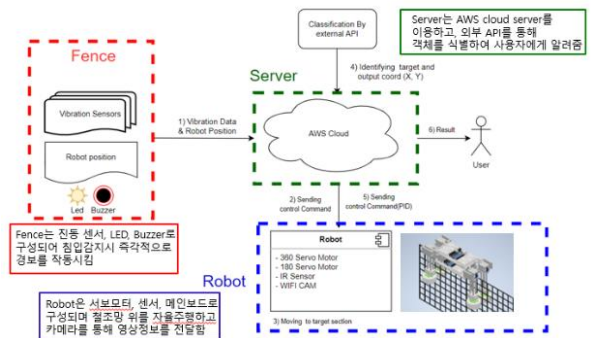 Classification By
external API
Server는 AWS cloud server를
이용하고, 외부 API를 통해
객체를 식별하여 사용자에게 알려줌
Fence
Server
4) Identifying target and
output coord (X, Y)
Vibration Sensors
1) Vibration Data
& Robot Position
AWS Cloud
6) Result
User
Robot position
Led
Buzzer
2) Sending
control Command
5) Sending
control Command(PID)
Fence는 진동 센서, LED, Buzzer로
구성되어 침입감지시 즉각적으로
경보를 작동시킴
Robot
Robot
- 360 Servo Motor
- 180 Servo Motor
- IR Sensor
- WIFI CAM
3) Moving to target section
Robot은 서보모터, 센서, 메인보드로
구성되며 철조망 위를 자율주행하고
카메라를 통해 영상정보를 전달함